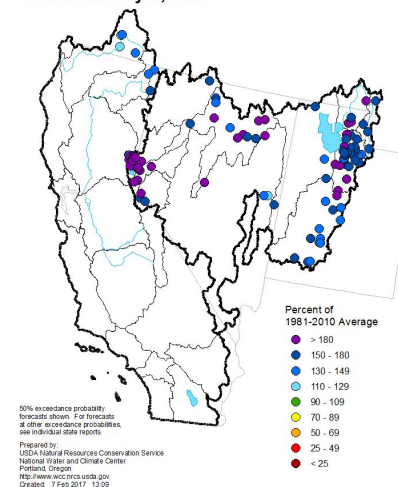 Percent of
1981-2010 Average
> 180
150 - 180
130 - 149
110 - 129
90 - 109
70 - 89
50 - 69
25 - 49
< 25
50% exceedance probability
forecasts shown. For forecasts
at other exceedance probabilities,
see individual state reports.
Prepared by:
USDA Natural Resources Conservation Service
National Water and Climate Center
Portland, Oregon
http://www.wcc.nrcs.usda.gov
Created: 7 Feb 2017 13:09